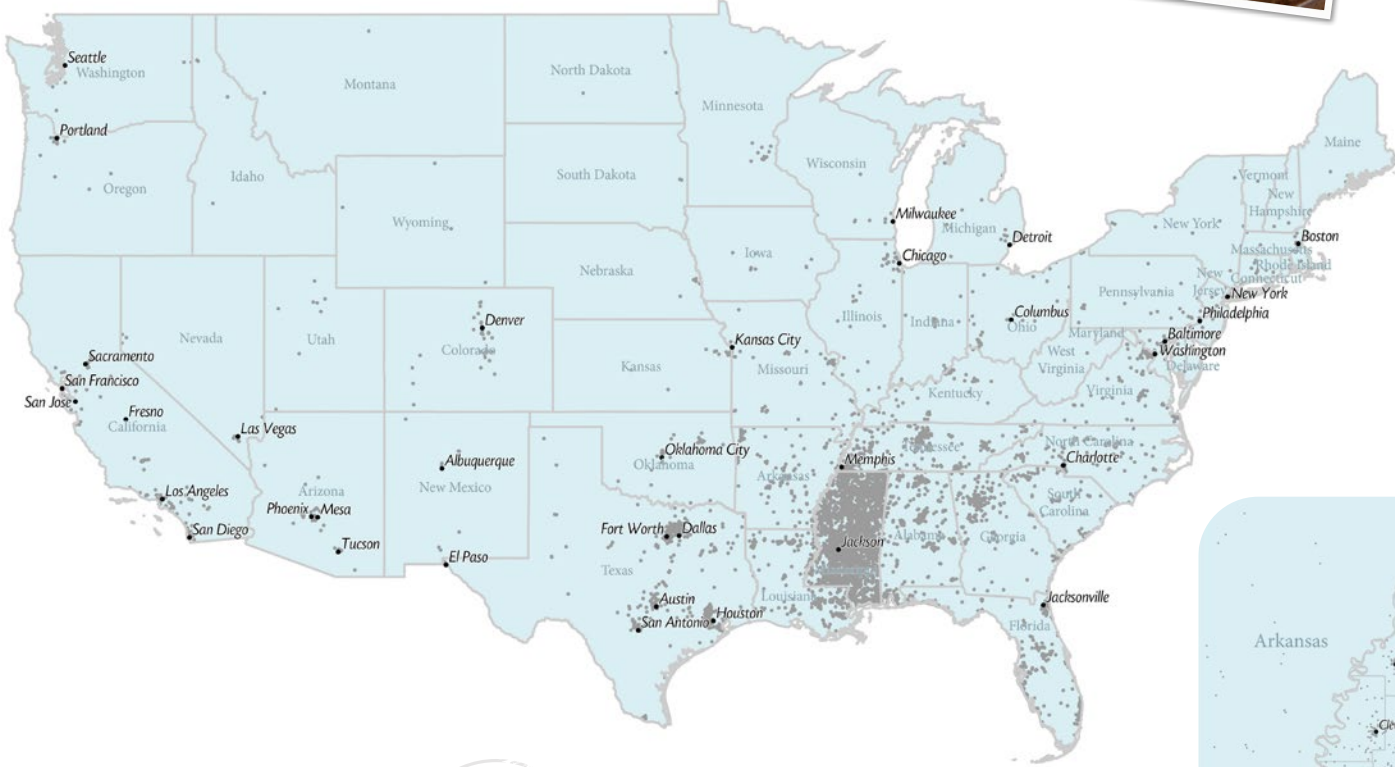 Seattle
Washington
Montana
North Dakota
Minnesota
Maine
Portland
Oregon
Idaho
South Dakota
Wisconsin
Wyoming
Milwaukee
Michigan
Detroit
Vermont
New
Hampshire
New York
Boston
Massachusetts
Rhode Island
Connecticut
Chicago
Iowa
Nebraska
Pennsylvania
New
Jersey
New York
Philadelphia
Nevada
Utah
Denver
Colorado
Illinois
Indiana
Columbus
Ohio
Maryland
Baltimore
Washington
Delaware
Kansas City
Kansas
Missouri
West
Virginia
Virginia
Kentucky
Sacramento
San Francisco
San Jose
Fresno
California
Las Vegas
Albuquerque
New Mexico
Oklahoma City
Oklahoma
Arkansas
Memphis
Tennessee
North Carolina
Charlotte
South
Carolina
Los Angeles
San Diego
Arizona
Phoenix
Mesa
Tucson
El Paso
Fort Worth
Dallas
Texas
Jackson
Alabama
Georgia
Louisiana
Austin
San Antonio
Houston
Jacksonville
Florida
Arkansas
Cle